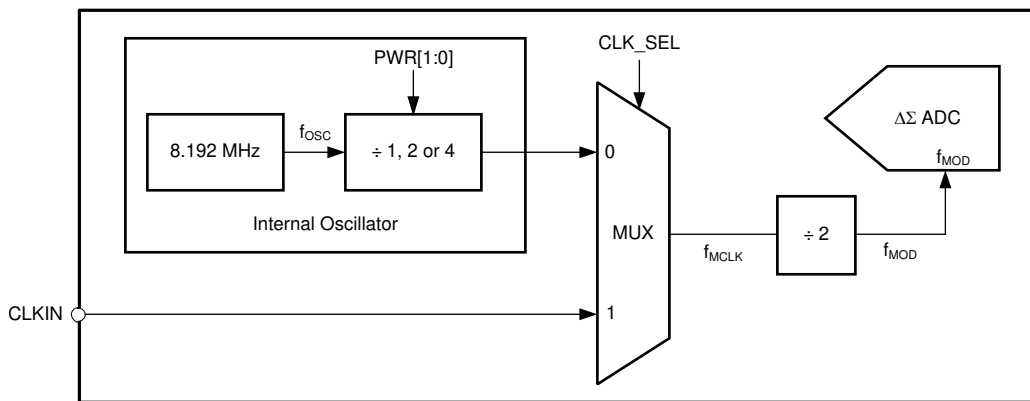 CLK_SEL
PWR[1:0]
ΔΣ ADC
8.192 MHz
fOSC
÷ 1, 2 or 4
0
fMOD
Internal Oscillator
MUX
fMCLK
÷ 2
fMOD
CLKIN
1